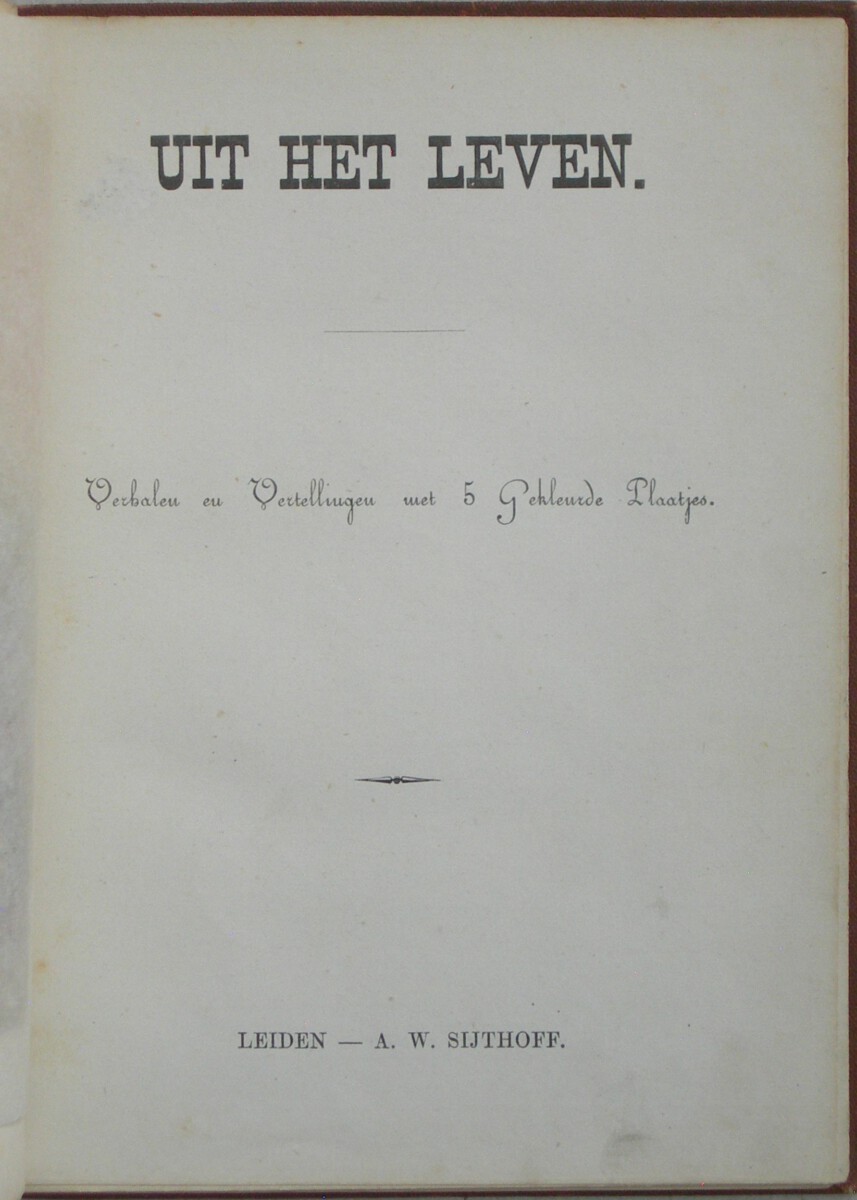 UIT HET LEVEN.
Verhalen en Vertellingen met 5 Gekleurde Plaatjes.
LEIDEN — A. W. SIJTHOFF.